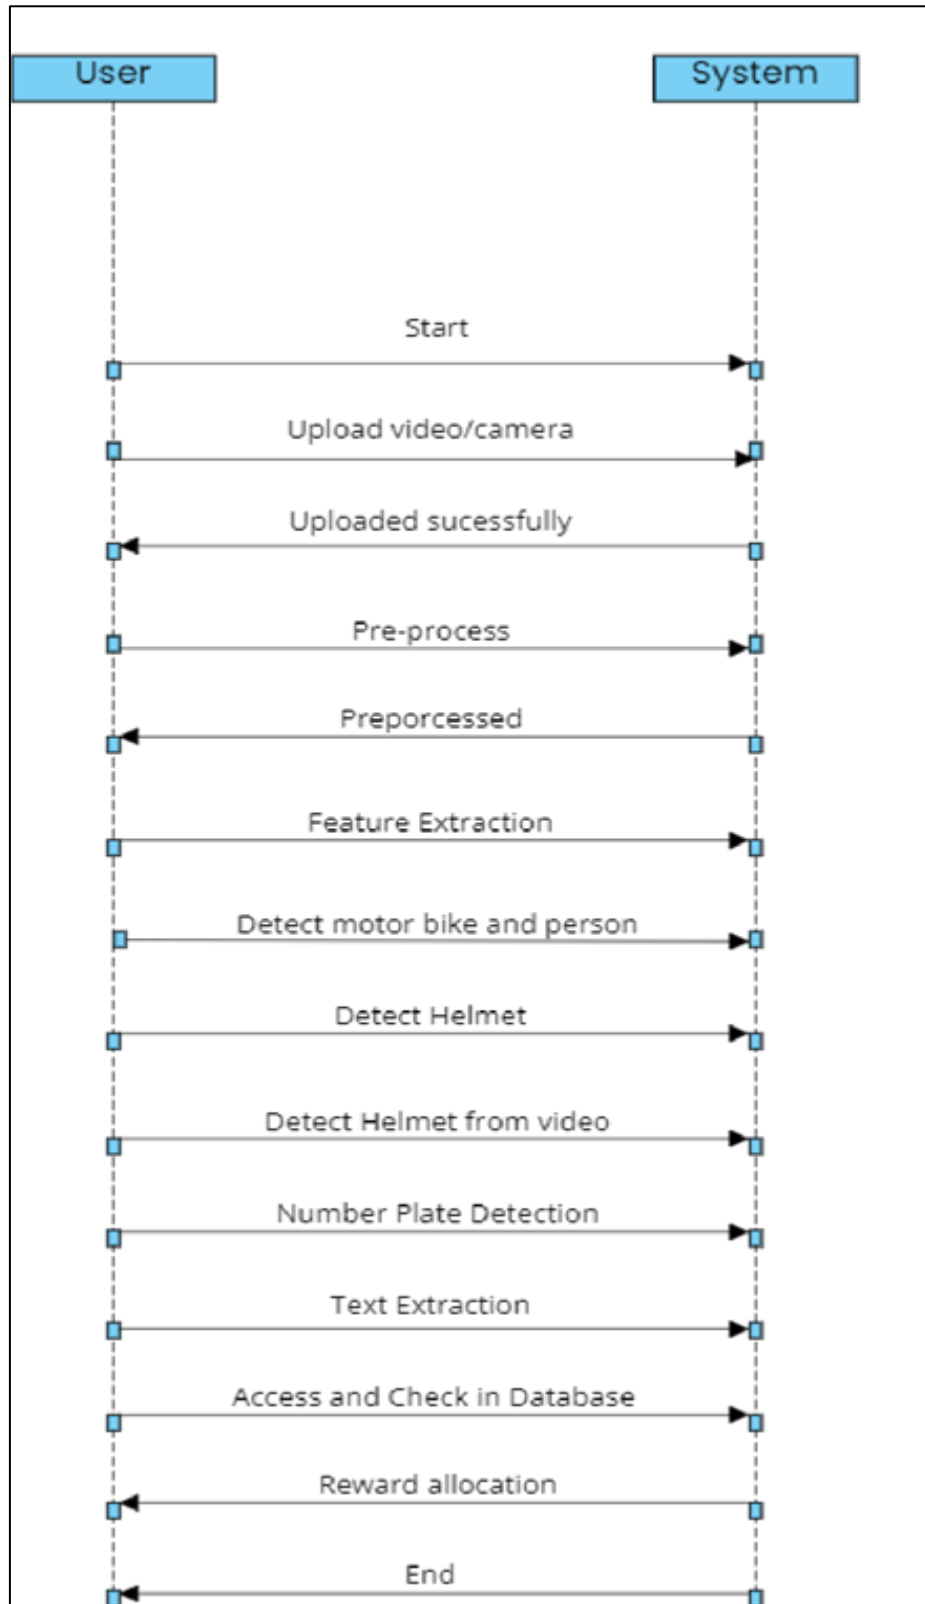 User
System
Start
Upload video/camera
Uploaded sucessfully
Pre-process
Preporcessed
Feature Extraction
Detect motor bike and person
Detect Helmet
Detect Helmet from video
Number Plate Detection
Text Extraction
Access and Check in Database
Reward allocation
End